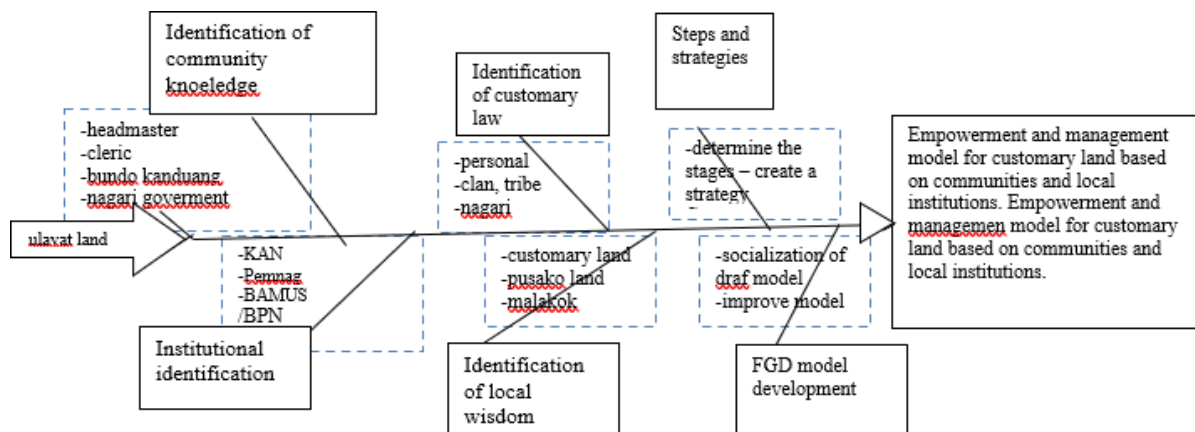 Identification of
community
knoeledge
Steps and
strategies
Identification
of customary
law
-headmaster
-cleric
-bundo kanduang
-nagari goverment
-personal
-clan, tribe
-nagari
-determine the
stages – create a
strategy
Empowerment and management
model for customary land based
on communities and local
institutions. Empowerment and
managemen model for customary
land based on communities and
local institutions.
ulayat land
-KAN
-Pemnag
-BAMUS
/BPN
-customary land
-pusako land
-malakok
-socialization of
draf model
-improve model
Institutional
identification
Identification
of local
wisdom
FGD model
development